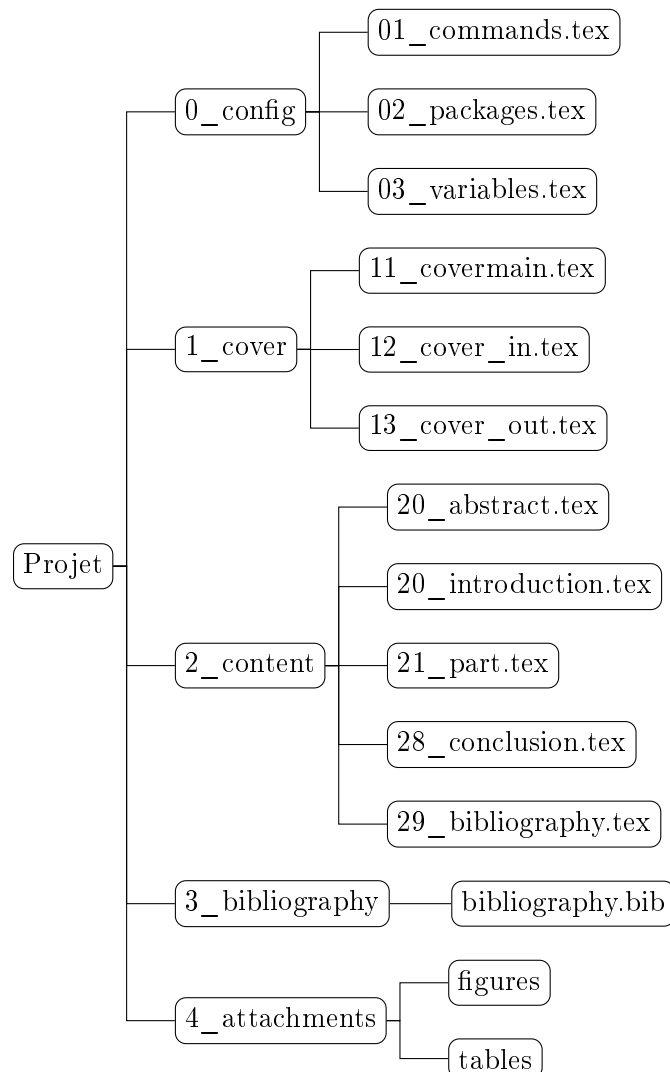 01_commands.tex
0_config
02_packages.tex
03_variables.tex
11_covermain.tex
1_cover
12_cover_in.tex
13_cover_out.tex
20_abstract.tex
Projet
20_introduction.tex
2_content
21_part.tex
28_conclusion.tex
29_bibliography.tex
3_bibliography
bibliography.bib
figures
4_attachments
tables